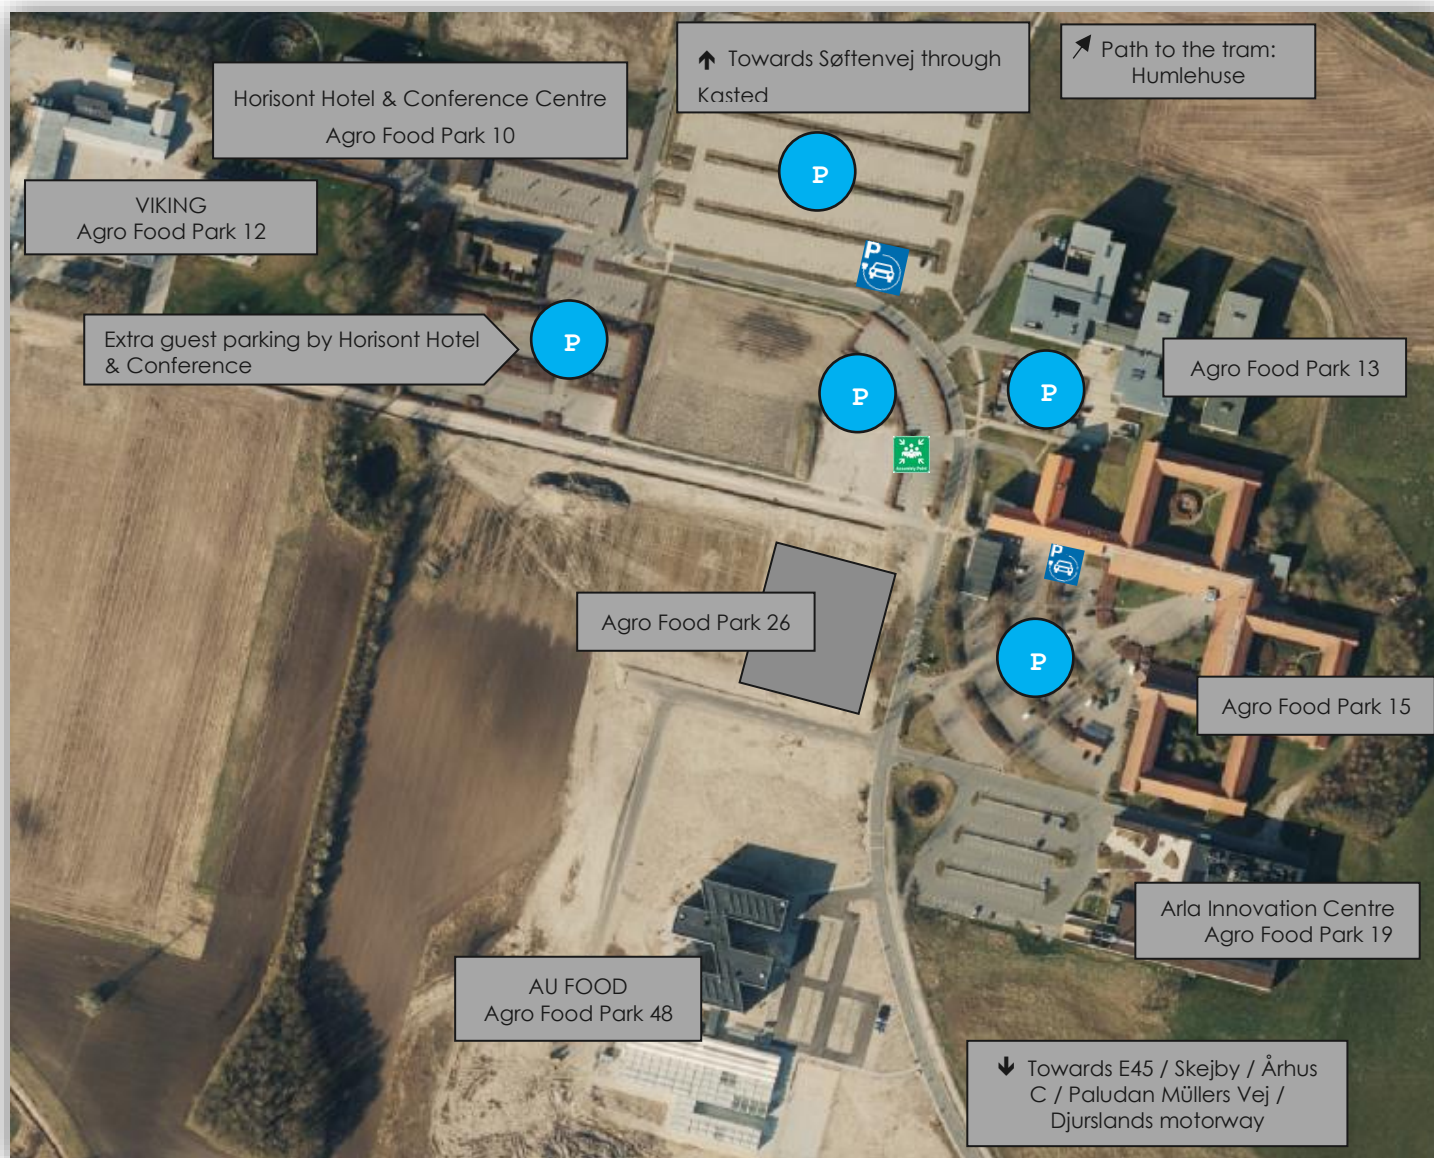 ↑ Towards Søftenvej through
Kasted
↗ Path to the tram:
Humlehuse
Horisont Hotel & Conference Centre
Agro Food Park 10
P
VIKING
Agro Food Park 12
P
Extra guest parking by Horisont Hotel
& Conference
P
P
P
Agro Food Park 13
Assembly Point
P
Agro Food Park 26
P
Agro Food Park 15
Arla Innovation Centre
Agro Food Park 19
AU FOOD
Agro Food Park 48
↓ Towards E45 / Skejby / Århus
C / Paludan Müllers Vej /
Djurslands motorway